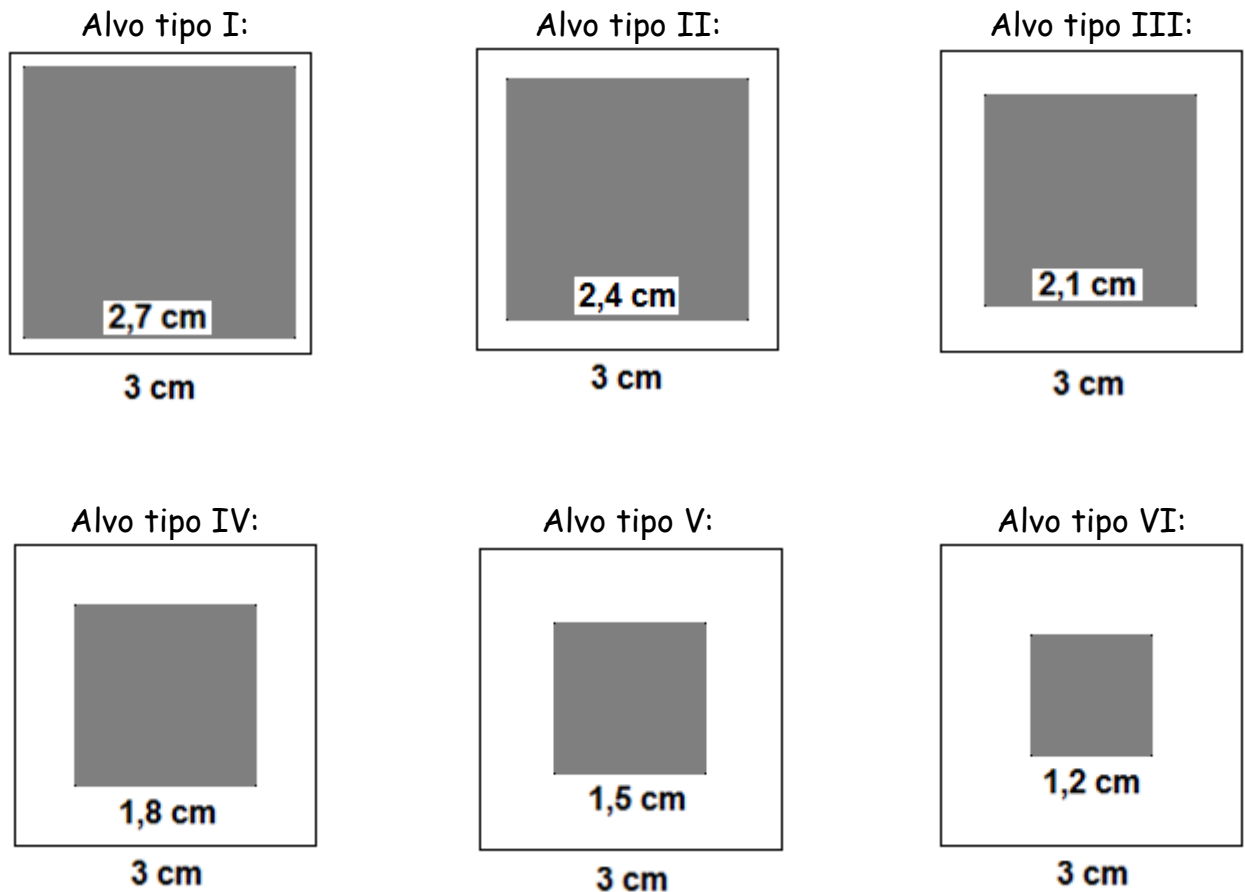 Alvo tipo I:
Alvo tipo II:
Alvo tipo III:
2,7 cm
2,4 cm
2,1 cm
3 cm
3 cm
3 cm
Alvo tipo IV:
Alvo tipo V:
Alvo tipo VI:
1,8 cm
1,5 cm
1,2 cm
3 cm
3 cm
3 cm